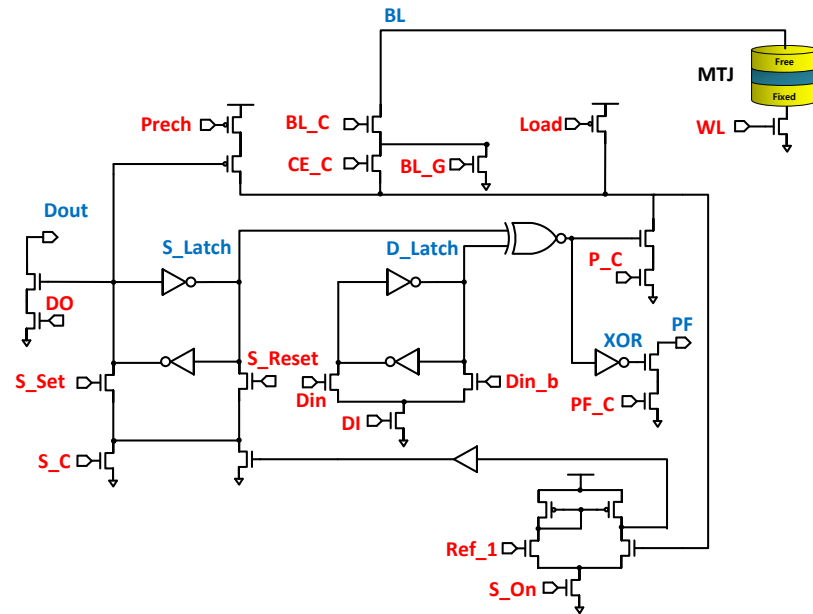 BL
Free
MTJ
Fixed
Prech
BL_C
Load
WL
CE_C
BL_G
Dout
S_Latch
D_Latch
P_C
DO
XOR
PF
S_Reset
S_Set
Din
Din_b
PF_C
DI
S_C
Ref_1
S_On